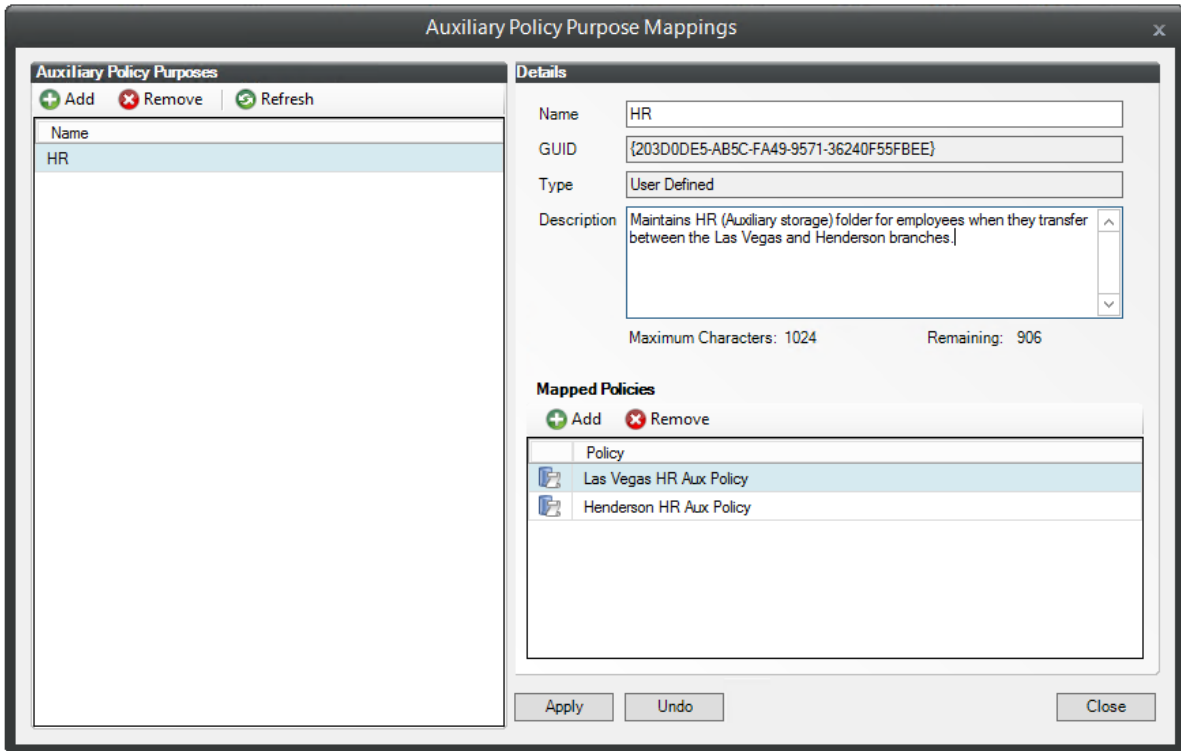 Auxiliary Policy Purpose Mappings
x
Auxiliary Policy Purposes
Add Remove Refresh
Name
HR
Details
Name HR
GUID {203D0DE5-AB5C-FA49-9571-36240F55FBEE}
Type User Defined
Description Maintains HR (Auxiliary storage) folder for employees when they transfer
between the Las Vegas and Henderson branches.
Maximum Characters: 1024 Remaining: 906
Mapped Policies
Add Remove
Policy
Las Vegas HR Aux Policy
Henderson HR Aux Policy
Apply Undo Close